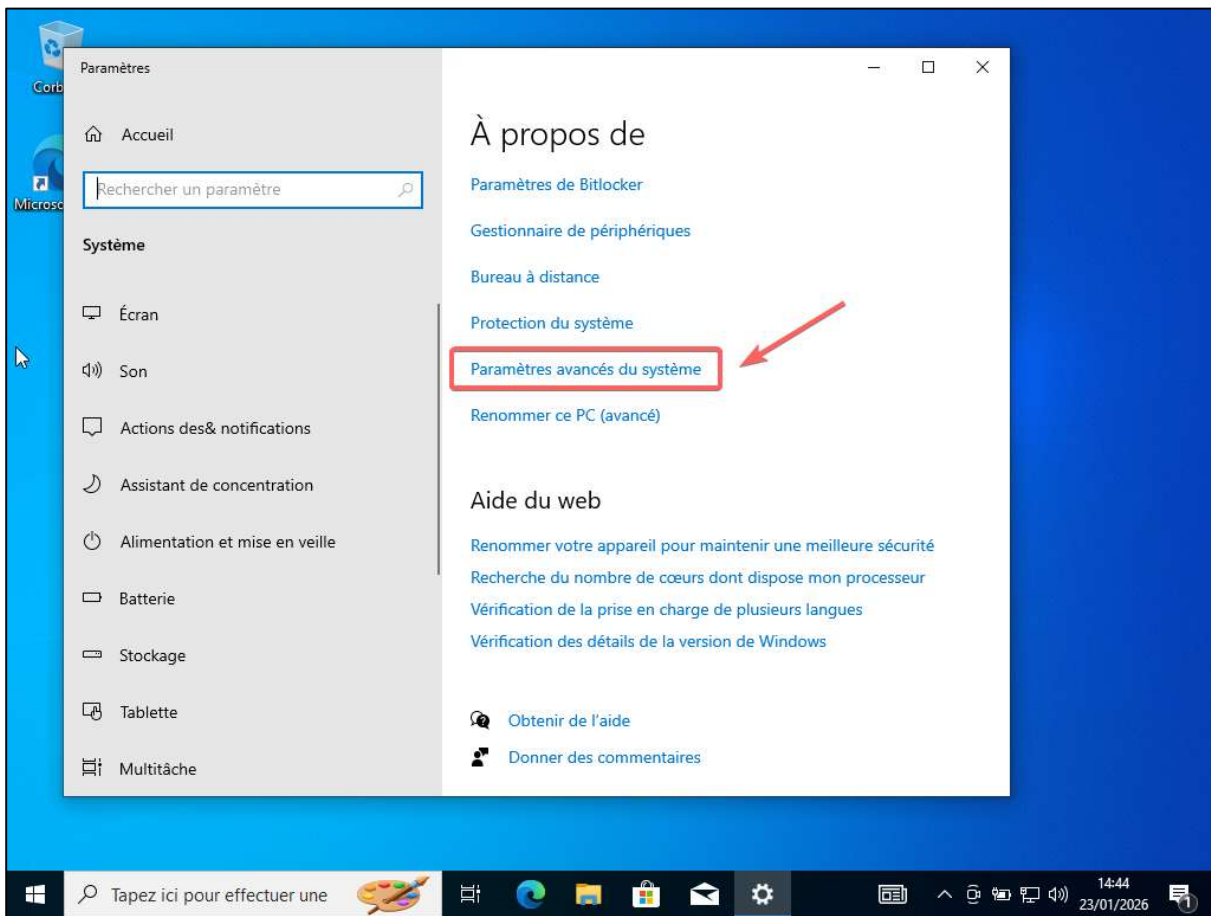 Corb
Microsc
Paramètres
Accueil
Rechercher un paramètre
Système
Écran
Son
Actions des& notifications
Assistant de concentration
Alimentation et mise en veille
Batterie
Stockage
Tablette
Multitâche
À propos de
Paramètres de Bitlocker
Gestionnaire de périphériques
Bureau à distance
Protection du système
Paramètres avancés du système
Renommer ce PC (avancé)
Aide du web
Renommer votre appareil pour maintenir une meilleure sécurité
Recherche du nombre de cœurs dont dispose mon processeur
Vérification de la prise en charge de plusieurs langues
Vérification des détails de la version de Windows
Obtenir de l'aide
Donner des commentaires
Tapez ici pour effectuer une
14:44
23/01/2026
1